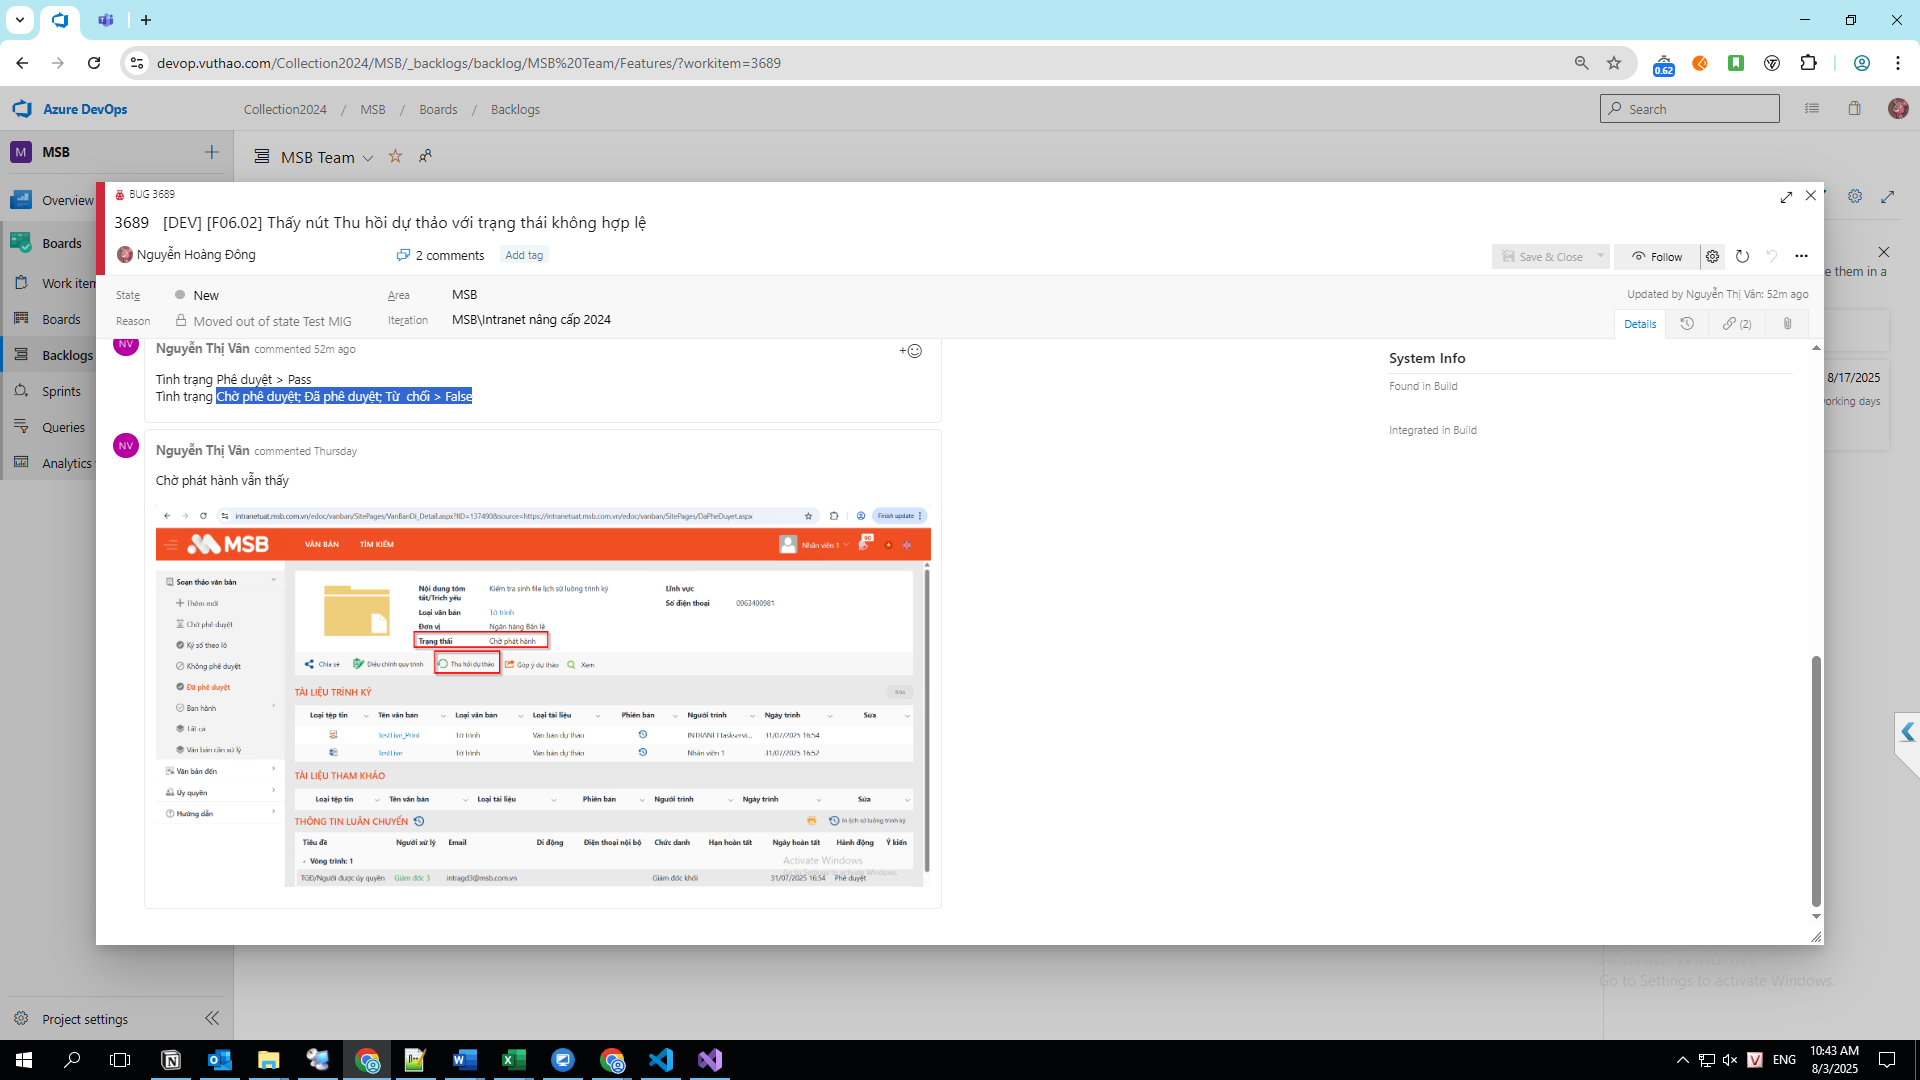 devop.vuthao.com/Collection2024/MSB/_backlogs/backlog/MSB%20Team/Features/?workitem=3689
0.62
Azure DevOps
Collection2024 / MSB / Boards / Backlogs
Search
M MSB
MSB Team
Overview
Boards
Work item
Boards
Backlogs
Sprints
Queries
Analytics
Project settings
BUG 3689
3689 [DEV] [F06.02] Thấy nút Thu hồi dự thảo với trạng thái không hợp lệ
Nguyễn Hoàng Đông
2 comments
Add tag
Save & Close
Follow
State New
Area MSB
Updated by Nguyễn Thị Vân: 52m ago
Reason Moved out of state Test MIG
Iteration MSB\Intranet nâng cấp 2024
Details
(2)
e them in a
8/17/2025
orking days
NV Nguyễn Thị Vân commented 52m ago
Tình trạng Phê duyệt > Pass
Tình trạng Chờ phê duyệt; Đã phê duyệt; Từ chối > False
System Info
Found in Build
Integrated in Build
NV Nguyễn Thị Vân commented Thursday
Chờ phát hành vẫn thấy
intranetuat.msb.com.vn/edoc/vanban/SitePages/VanBanDi_Detail.aspx?IID=137490&source=https://intranetuat.msb.com.vn/edoc/vanban/SitePages/DaPheDuyet.aspx
Finish update
MSB
VĂN BẢN TÌM KIẾM
Nhân viên 1
Soạn thảo văn bản
Thêm mới
Chờ phê duyệt
Ký số theo lô
Không phê duyệt
Đã phê duyệt
Ban hành
Tất cả
Văn bản cần xử lý
Văn bản đến
Ủy quyền
Hướng dẫn
Nội dung tóm tắt/Trích yếu Kiểm tra sinh file lịch sử luồng trình ký
Loại văn bản Tờ trình
Đơn vị Ngân hàng Bán lẻ
Trạng thái Chờ phát hành
Lĩnh vực
Số điện thoại 0963400981
Chia sẻ Điều chỉnh quy trình Thu hồi dự thảo Góp ý dự thảo Xem
TÀI LIỆU TRÌNH KÝ
Xóa
Loại tệp tin Tên văn bản Loại văn bản Loại tài liệu Phiên bản Người trình Ngày trình Sửa
TestLive_Print Tờ trình Văn bản dự thảo INTRANET\taskservi... 31/07/2025 16:54
TestLive Tờ trình Văn bản dự thảo Nhân viên 1 31/07/2025 16:52
TÀI LIỆU THAM KHẢO
Loại tệp tin Tên văn bản Loại tài liệu Phiên bản Người trình Ngày trình Sửa
THÔNG TIN LUÂN CHUYỂN
In lịch sử luồng trình ký
Tiêu đề Người xử lý Email Di động Điện thoại nội bộ Chức danh Hạn hoàn tất Ngày hoàn tất Hành động Ý kiến
Vòng trình: 1
Activate Windows
Go to Settings to activate Windows.
TGĐ/Người được ủy quyền Giám đốc 3 intragd3@msb.com.vn Giám đốc khối 31/07/2025 16:54 Phê duyệt
Activate Windows
Go to Settings to activate Windows.
ENG
10:43 AM
8/3/2025